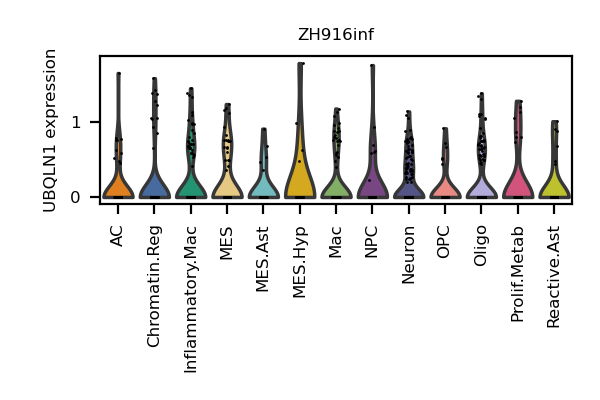 ZH916inf
UBQLN1 expression
1
0
AC
Chromatin.Reg
Inflammatory.Mac
MES
MES.Ast
MES.Hyp
Mac
NPC
Neuron
OPC
Oligo
Prolif.Metab
Reactive.Ast